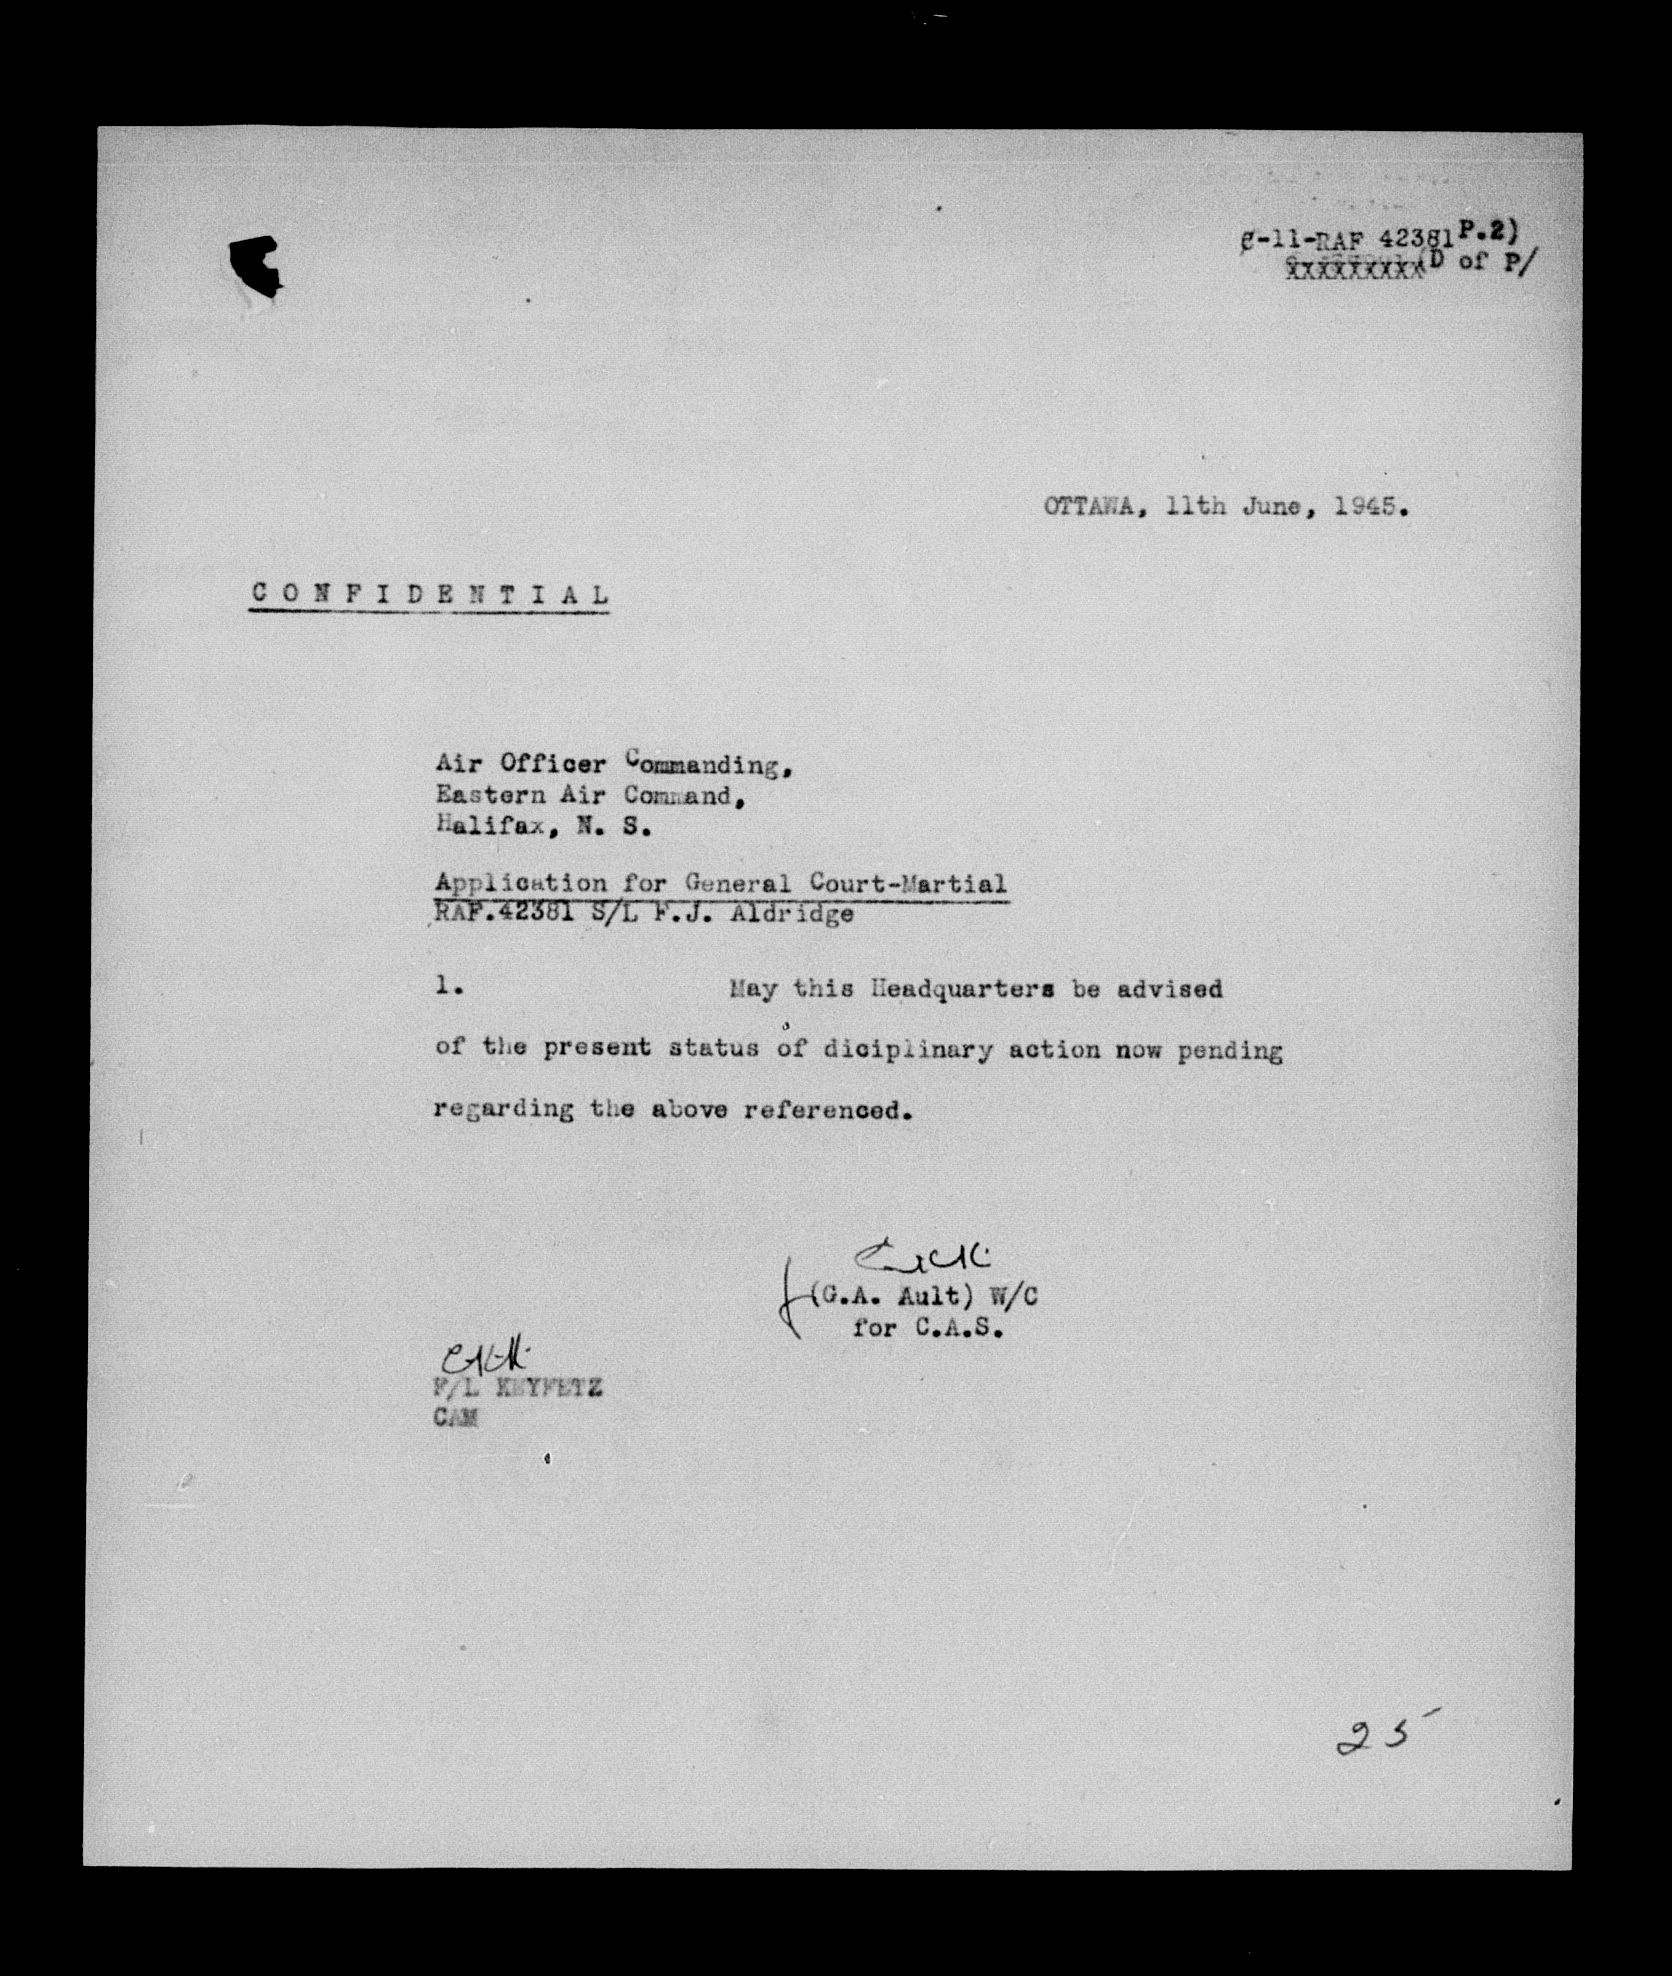 C-11-RAF 42381 P.2)
XXXXXXXXX(D of P/
OTTAWA, 11th June, 1945.
C O N F I D E N T I A L
Air Officer Commanding,
Eastern Air Command,
Halifax, N. S.
Application for General Court-Martial
RAF.42381 S/L F.J. Aldridge
1. May this Headquarters be advised
of the present status of diciplinary action now pending
regarding the above referenced.
(G.A. Ault) W/C
for C.A.S.
F/L KEYFETZ
CAM
25